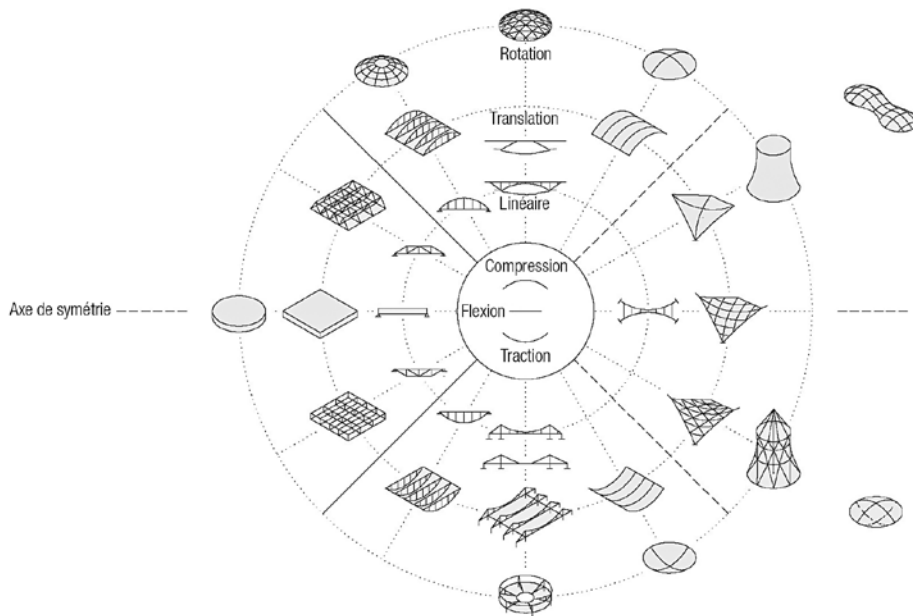 Rotation
Translation
Linéaire
Compression
Axe de symétrie
Flexion
Traction